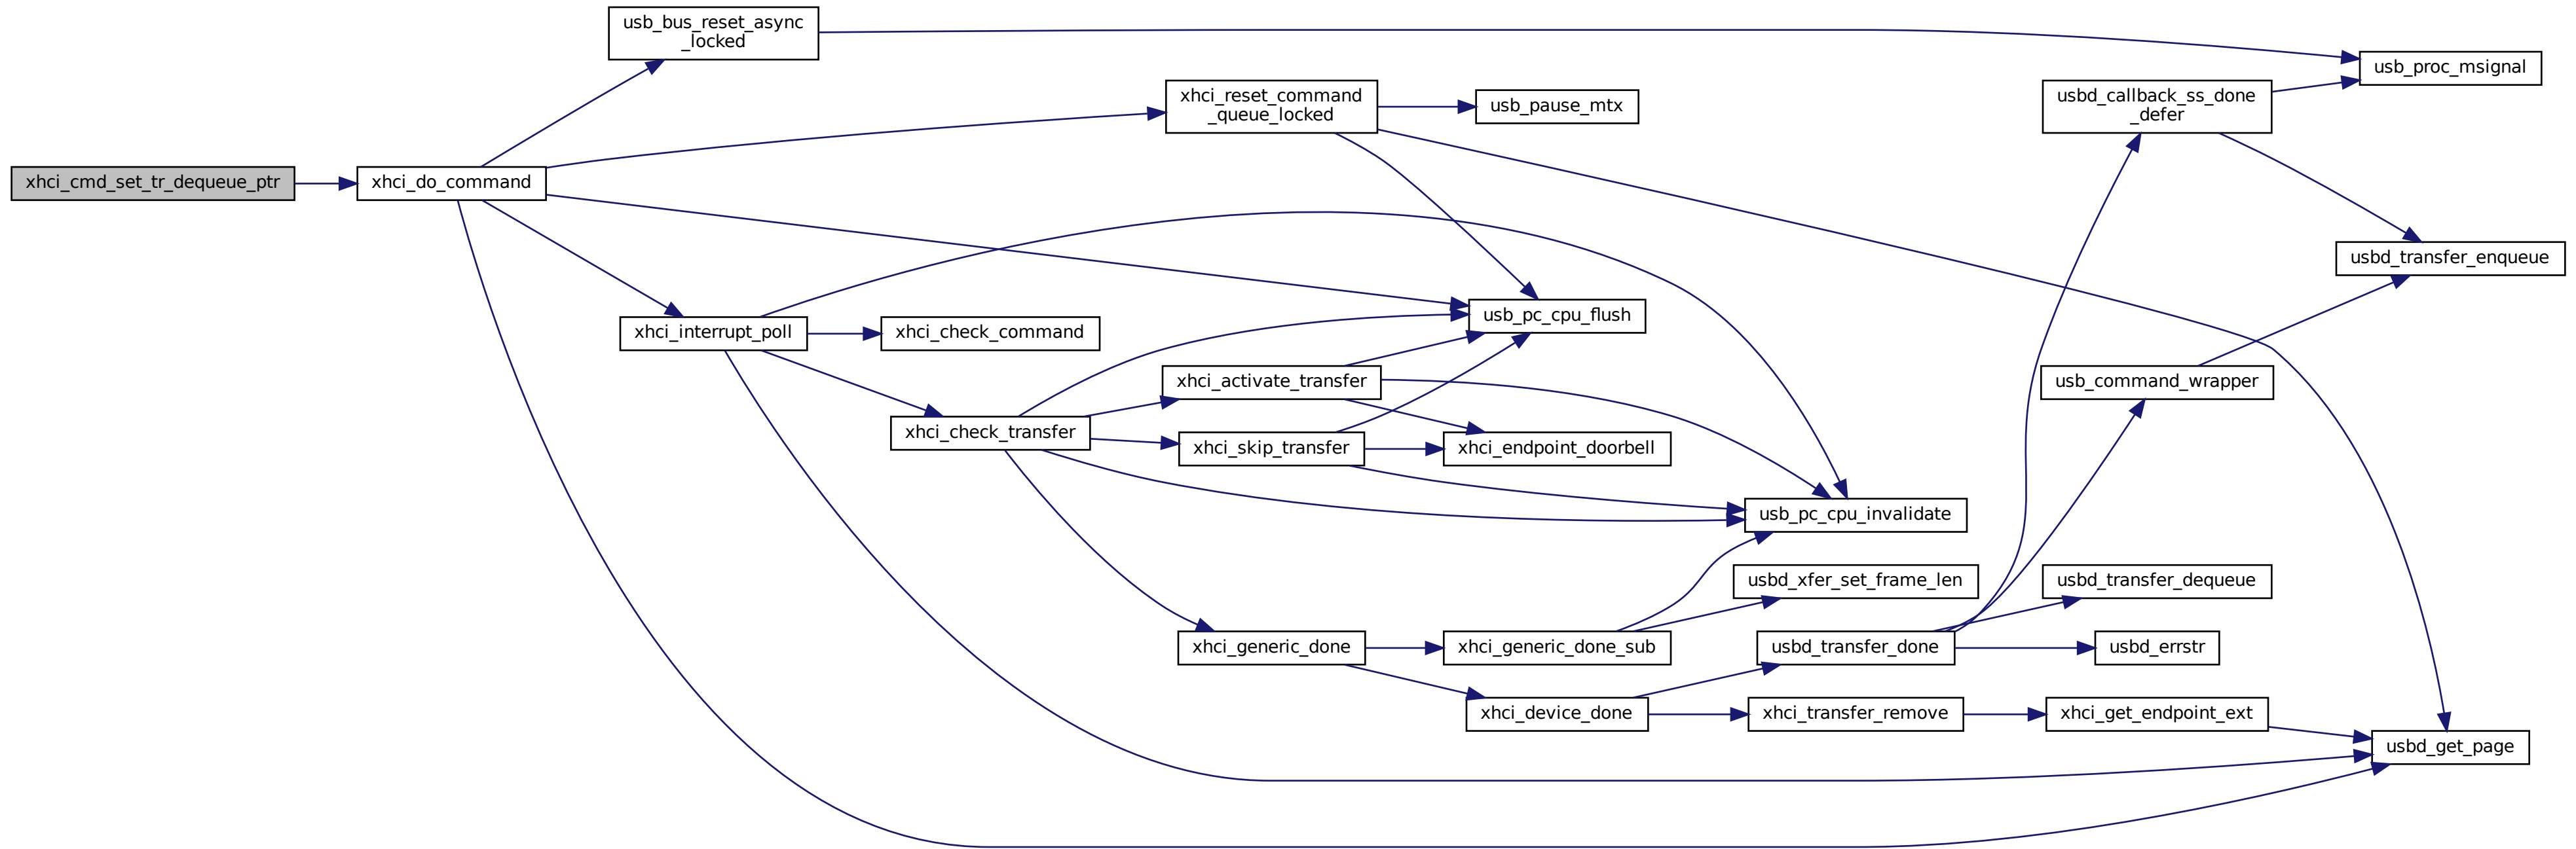 usb_bus_reset_async
_locked
usb_proc_msignal
xhci_reset_command
_queue_locked
usb_pause_mtx
usbd_callback_ss_done
_defer
xhci_cmd_set_tr_dequeue_ptr
xhci_do_command
usbd_transfer_enqueue
usb_pc_cpu_flush
xhci_interrupt_poll
xhci_check_command
xhci_activate_transfer
usb_command_wrapper
xhci_check_transfer
xhci_skip_transfer
xhci_endpoint_doorbell
usb_pc_cpu_invalidate
usbd_xfer_set_frame_len
usbd_transfer_dequeue
xhci_generic_done
xhci_generic_done_sub
usbd_transfer_done
usbd_errstr
xhci_device_done
xhci_transfer_remove
xhci_get_endpoint_ext
usbd_get_page